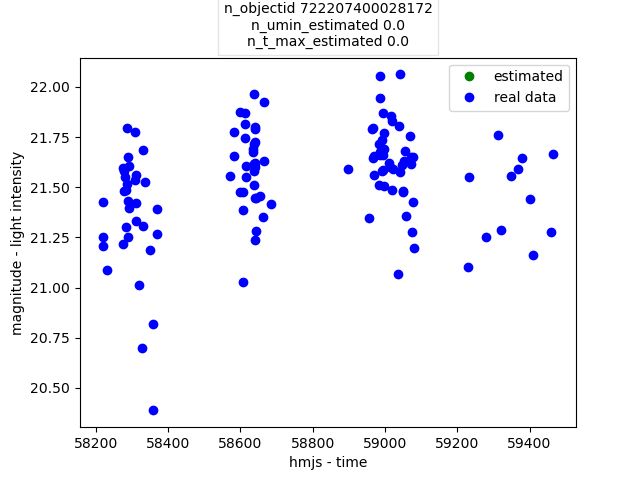 n_objectid 722207400028172
n_umin_estimated 0.0
n_t_max_estimated 0.0
estimated
real data
22.00
21.75
21.50
21.25
21.00
20.75
20.50
magnitude - light intensity
58200 58400 58600 58800 59000 59200 59400
hmjs - time